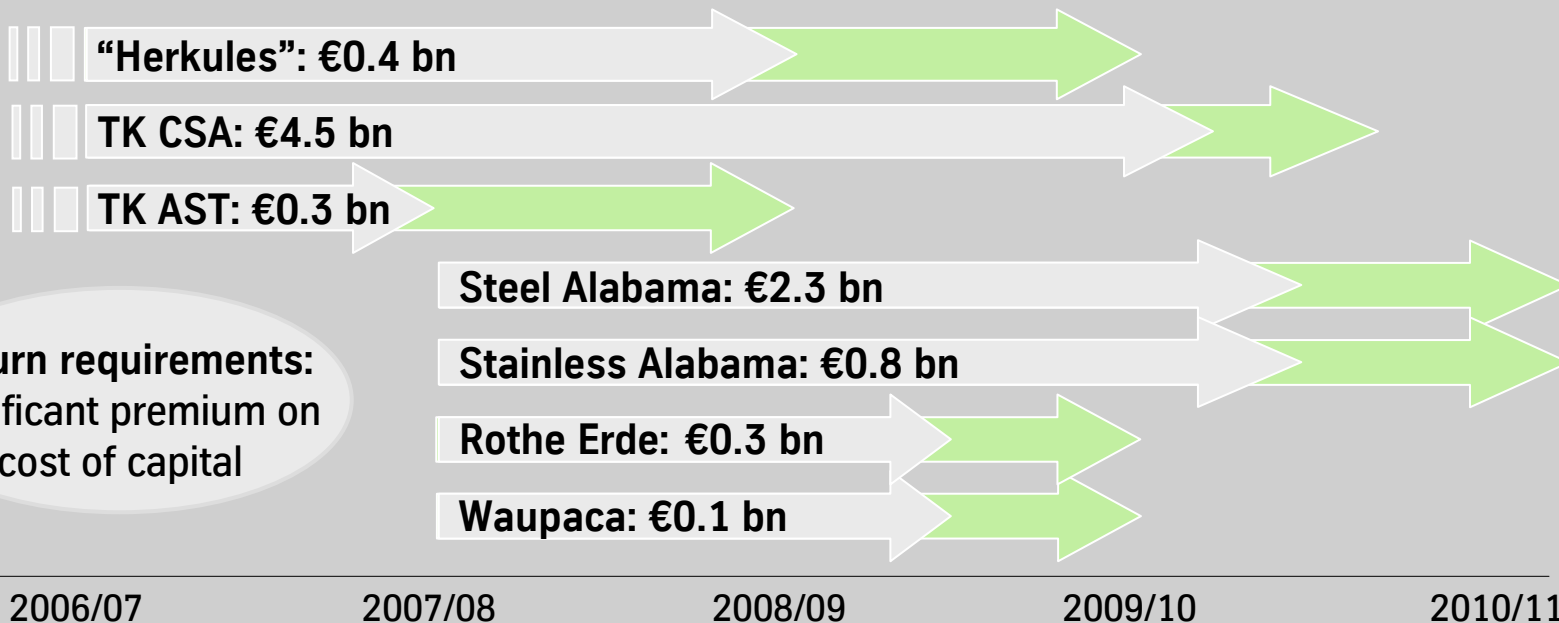 “Herkules”: €0.4 bn
TK CSA: €4.5 bn
TK AST: €0.3 bn
Steel Alabama: €2.3 bn
Stainless Alabama: €0.8 bn
requirements:
premium on
cost of capital
Rothe Erde: €0.3 bn
Waupaca: €0.1 bn
2006/07 2007/08 2008/09 2009/10 2010/11